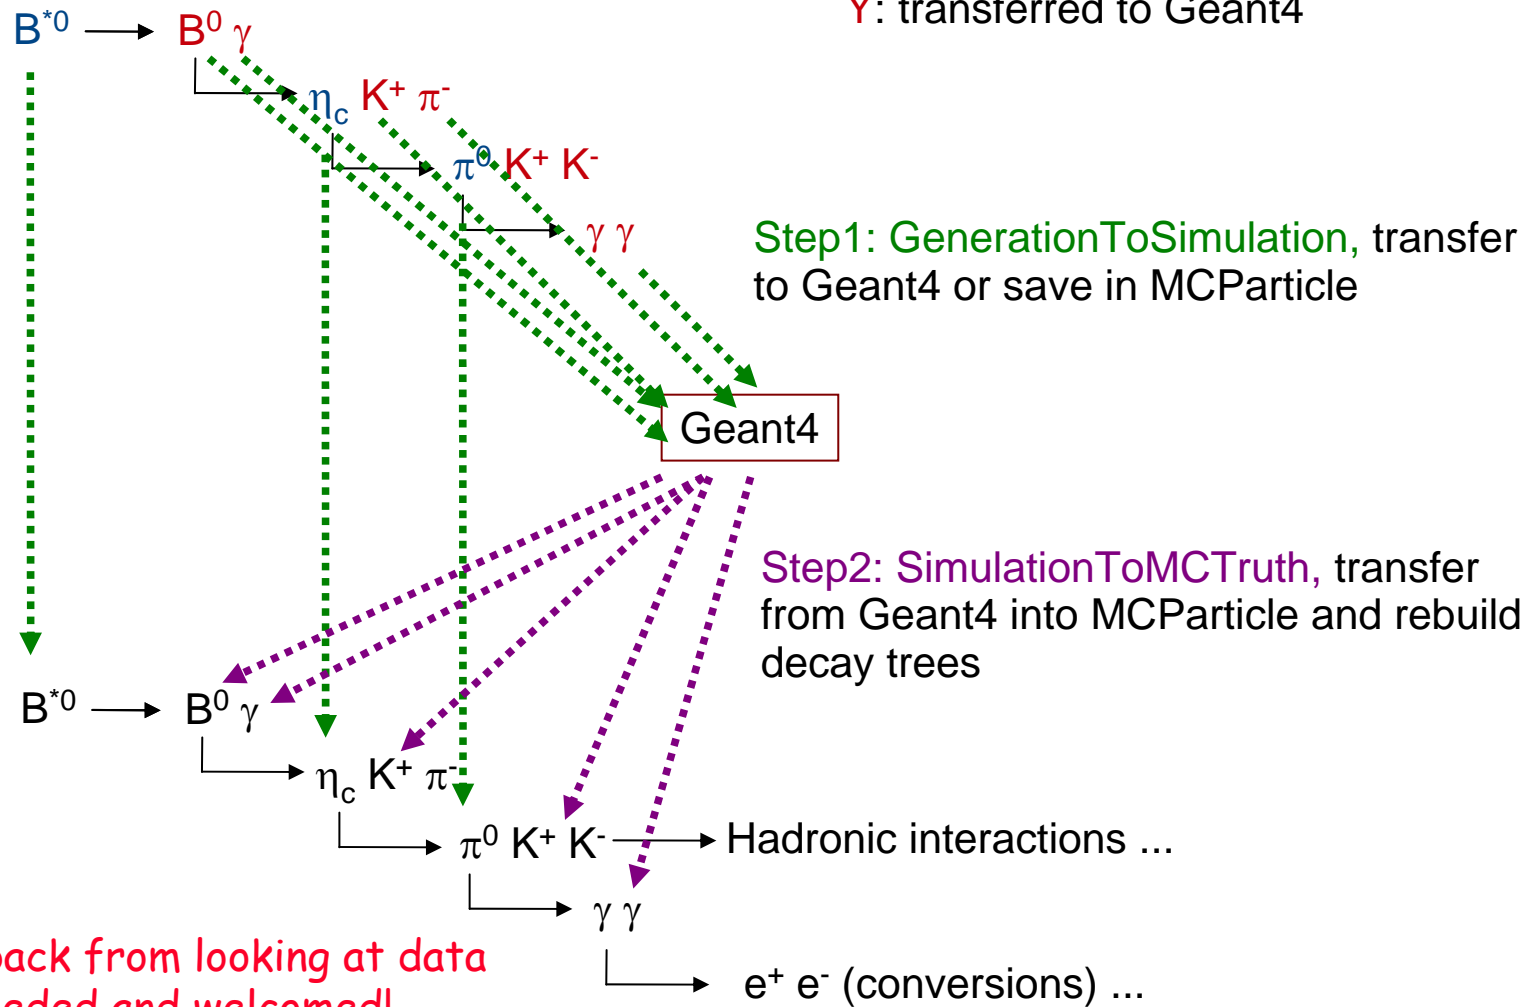 Y: transferred to Geant4
B*0 → B0 γ
ηc K+ π-
π0 K+ K-
γ γ
Step1: GenerationToSimulation, transfer
to Geant4 or save in MCParticle
Geant4
Step2: SimulationToMCTruth, transfer
from Geant4 into MCParticle and rebuild
decay trees
B*0 → B0 γ
ηc K+ π-
π0 K+ K- → Hadronic interactions ...
γ γ
back from looking at data
e+ e- (conversions) ...
and welcomed!